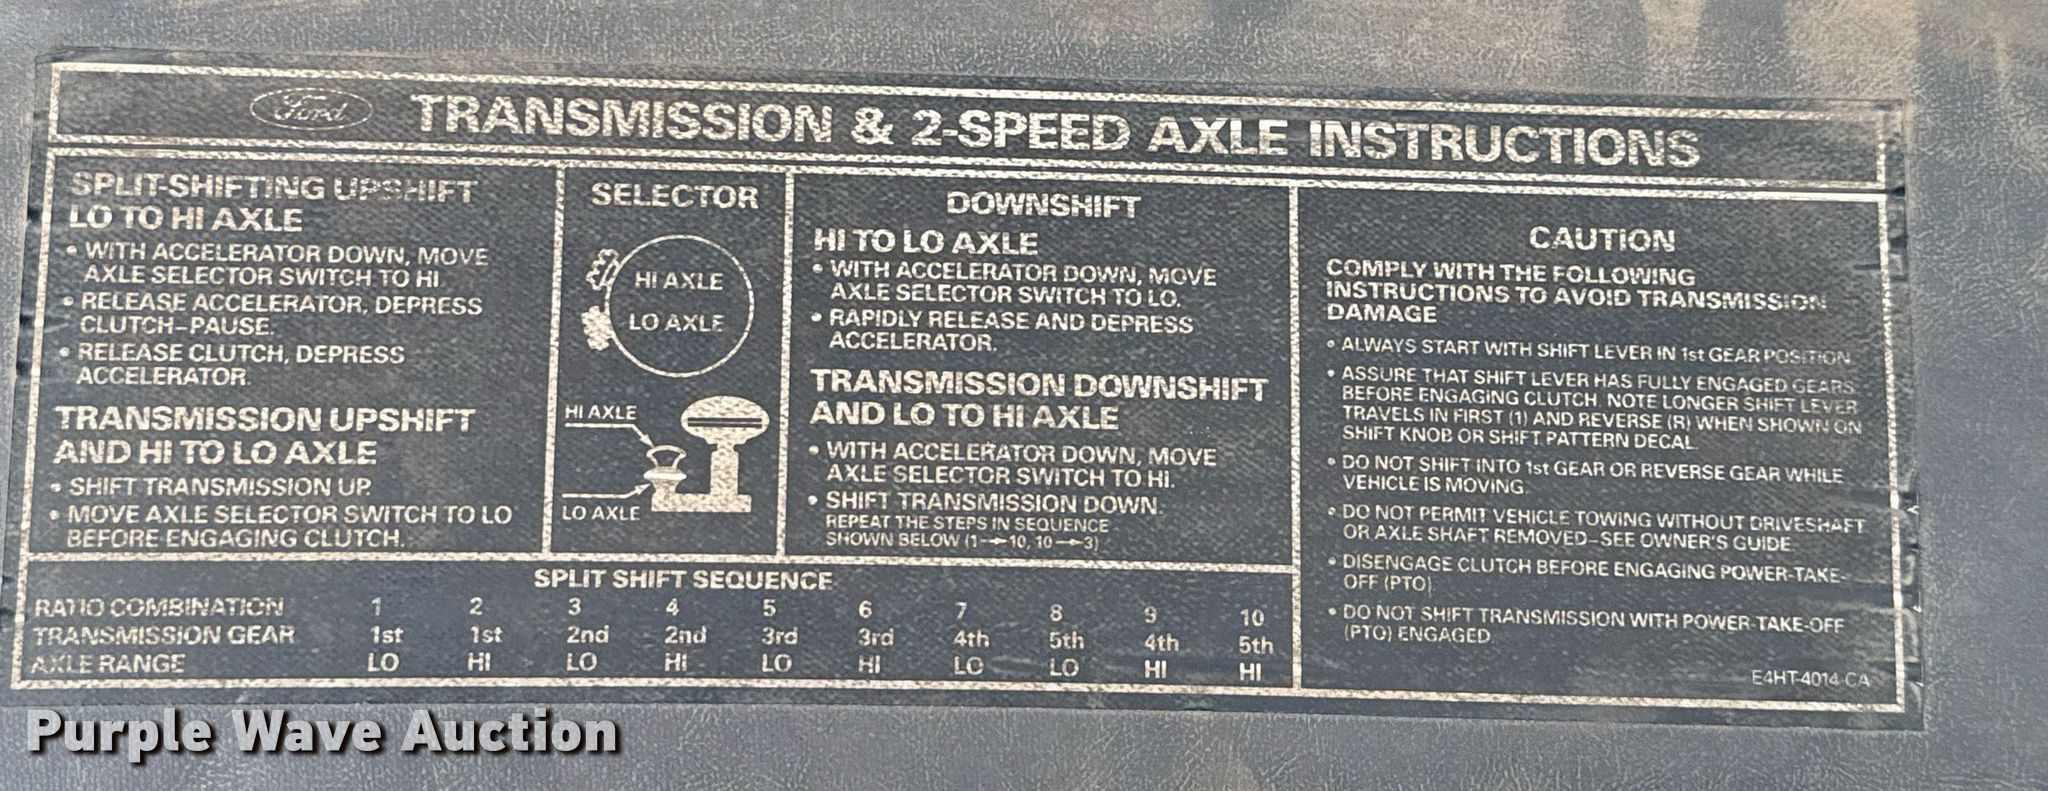 Ford TRANSMISSION & 2-SPEED AXLE INSTRUCTIONS
SPLIT-SHIFTING UPSHIFT
LO TO HI AXLE
• WITH ACCELERATOR DOWN, MOVE
AXLE SELECTOR SWITCH TO HI
• RELEASE ACCELERATOR, DEPRESS
CLUTCH-PAUSE.
• RELEASE CLUTCH, DEPRESS
ACCELERATOR.
TRANSMISSION UPSHIFT
AND HI TO LO AXLE
• SHIFT TRANSMISSION UP.
• MOVE AXLE SELECTOR SWITCH TO LO
BEFORE ENGAGING CLUTCH.
SELECTOR
HI AXLE
LO AXLE
HI AXLE
LO AXLE
DOWNSHIFT
HI TO LO AXLE
• WITH ACCELERATOR DOWN, MOVE
AXLE SELECTOR SWITCH TO LO.
• RAPIDLY RELEASE AND DEPRESS
ACCELERATOR.
TRANSMISSION DOWNSHIFT
AND LO TO HI AXLE
• WITH ACCELERATOR DOWN, MOVE
AXLE SELECTOR SWITCH TO HI.
• SHIFT TRANSMISSION DOWN.
REPEAT THE STEPS IN SEQUENCE
SHOWN BELOW (1→10, 10→3)
CAUTION
COMPLY WITH THE FOLLOWING
INSTRUCTIONS TO AVOID TRANSMISSION
DAMAGE
• ALWAYS START WITH SHIFT LEVER IN 1st GEAR POSITION
• ASSURE THAT SHIFT LEVER HAS FULLY ENGAGED GEARS
BEFORE ENGAGING CLUTCH. NOTE LONGER SHIFT LEVER
TRAVELS IN FIRST (1) AND REVERSE (R) WHEN SHOWN ON
SHIFT KNOB OR SHIFT PATTERN DECAL.
• DO NOT SHIFT INTO 1st GEAR OR REVERSE GEAR WHILE
VEHICLE IS MOVING.
• DO NOT PERMIT VEHICLE TOWING WITHOUT DRIVESHAFT
OR AXLE SHAFT REMOVED-SEE OWNER'S GUIDE.
• DISENGAGE CLUTCH BEFORE ENGAGING POWER-TAKE-
OFF (PTO)
• DO NOT SHIFT TRANSMISSION WITH POWER-TAKE-OFF
(PTO) ENGAGED.
E4HT-4014-CA
SPLIT SHIFT SEQUENCE
RATIO COMBINATION 1 2 3 4 5 6 7 8 9 10
TRANSMISSION GEAR 1st 1st 2nd 2nd 3rd 3rd 4th 5th 4th 5th
AXLE RANGE LO HI LO HI LO HI LO LO HI HI
Purple Wave Auction